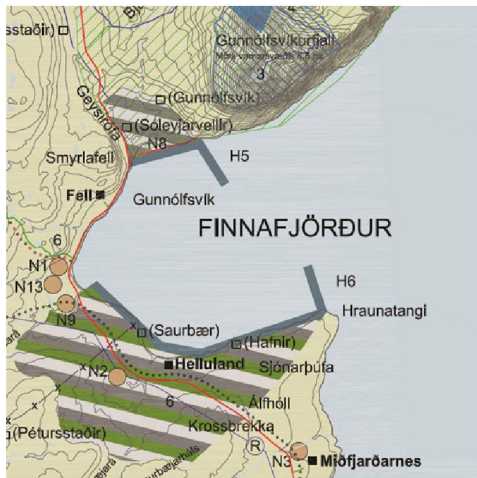 sstaðir)
Gunnólfsvíkurfjall
3
(Gunnólfsvík)
Geysirófa
(Sóleyjarvellir)
N8
H5
Smyrlafell
Fell
Gunnólfsvík
FINNAFJÖRÐUR
6
N1
N13
H6
N9
Hraunatangi
(Saurbær)
(Hafnir)
Helluland
Sjónarþúfa
N2
6
Álfhóll
Krossbrekka
(Pétursstaðir)
R
N3
Miðfjarðarnes